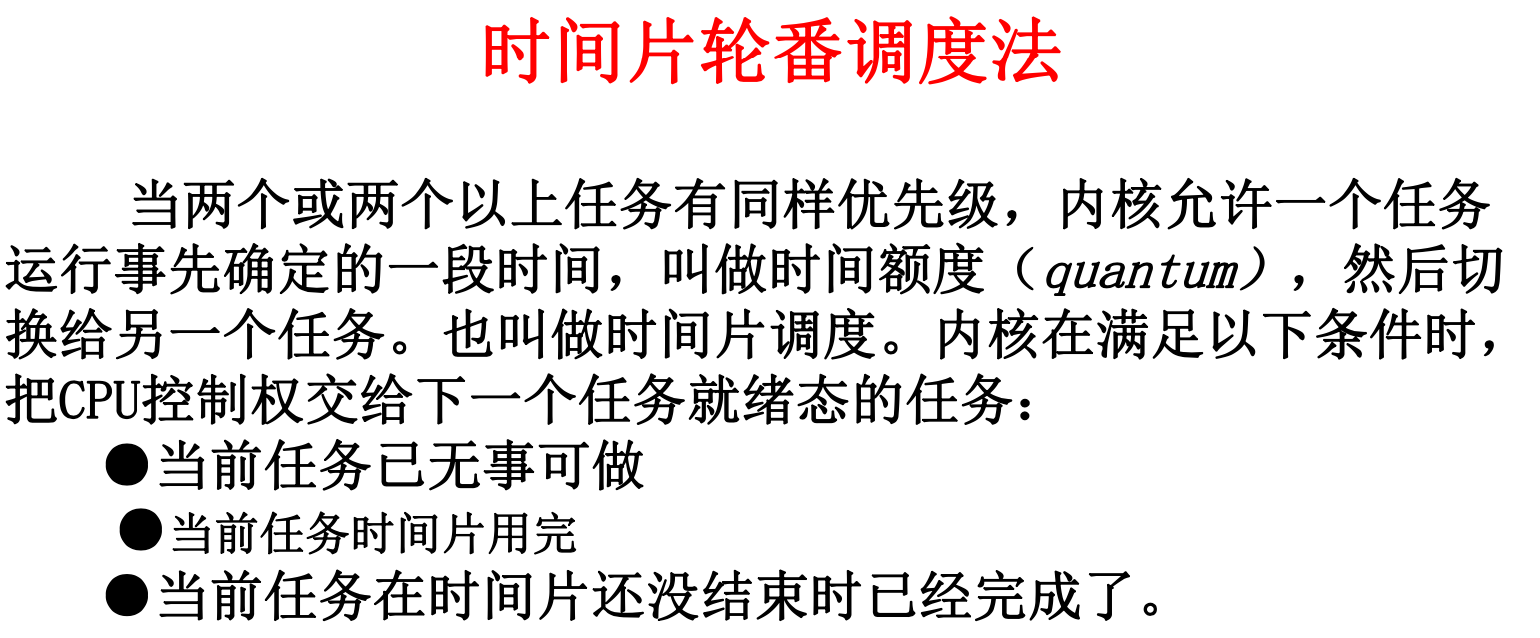 时间片轮番调度法
当两个或两个以上任务有同样优先级，内核允许一个任务
运行事先确定的一段时间，叫做时间额度（quantum），然后切
换给另一个任务。也叫做时间片调度。内核在满足以下条件时，
把CPU控制权交给下一个任务就绪态的任务：
●当前任务已无事可做
●当前任务时间片用完
●当前任务在时间片还没结束时已经完成了。